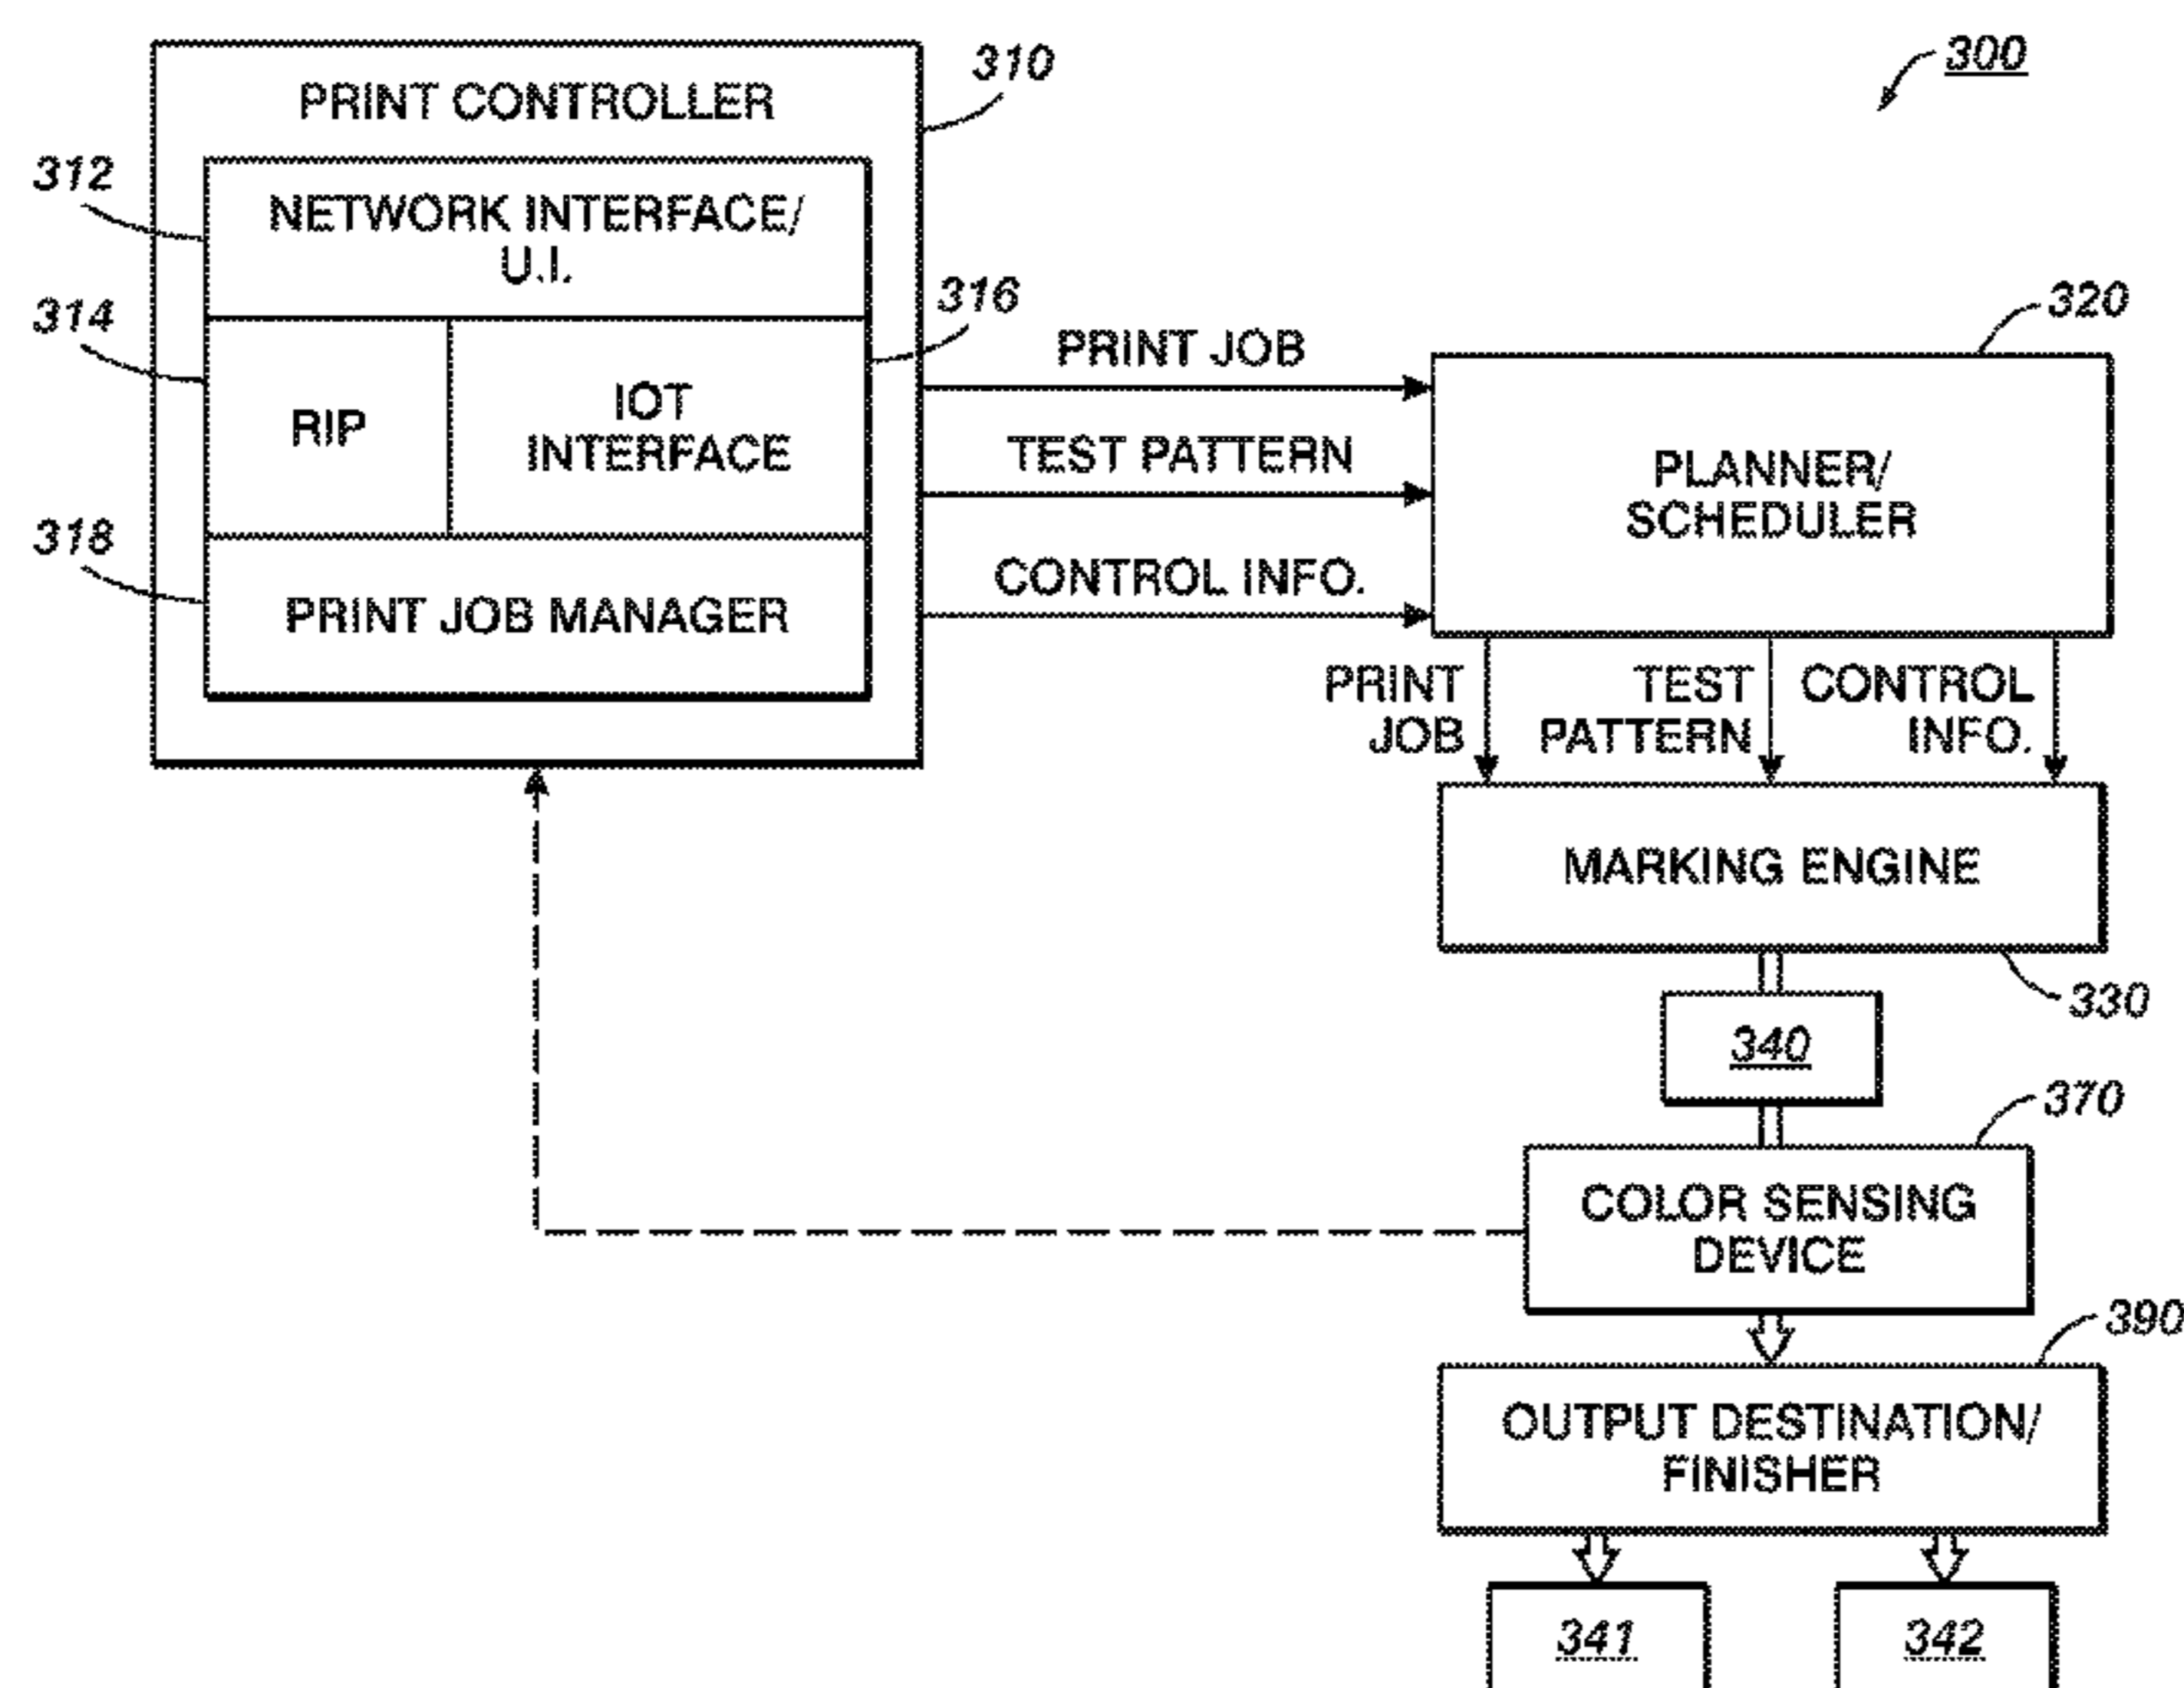 300
310
PRINT CONTROLLER
312
NETWORK INTERFACE/
U.I.
314
316
RIP
IOT
INTERFACE
318
PRINT JOB MANAGER
PRINT JOB
TEST PATTERN
CONTROL INFO.
320
PLANNER/
SCHEDULER
PRINT
JOB
TEST
PATTERN
CONTROL
INFO.
MARKING ENGINE
330
340
370
COLOR SENSING
DEVICE
390
OUTPUT DESTINATION/
FINISHER
341
342